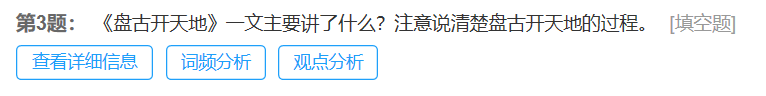 第3题： 《盘古开天地》一文主要讲了什么？注意说清楚盘古开天地的过程。 [填空题]
查看详细信息 词频分析 观点分析